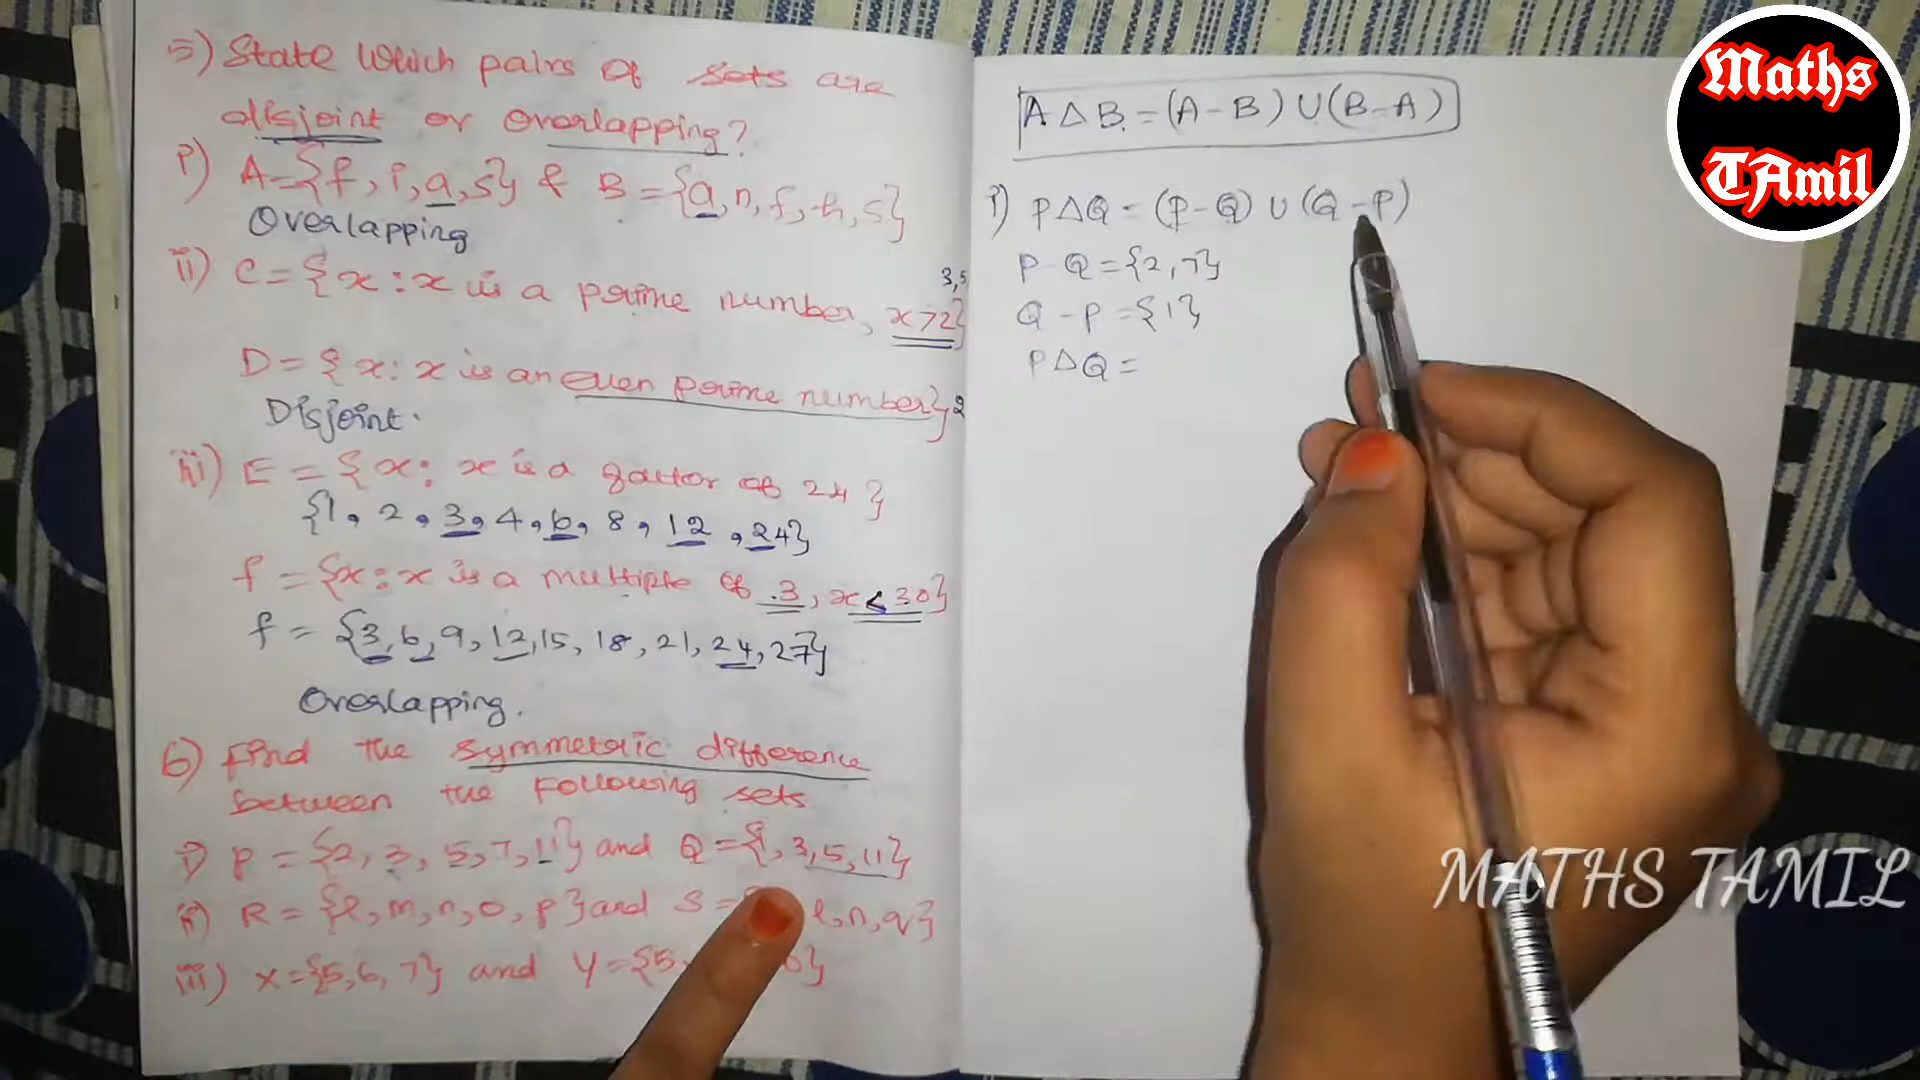 5) State Which pairs of sets are
disjoint or overlapping?
i) A={f, i, a, s} & B={a, n, f, h, s}
Overlapping
ii) C={x : x is a prime number, x>2}
3,5
D={x : x is an even prime number} 2
Disjoint.
iii) E={x : x is a factor of 24}
{1, 2, 3, 4, 6, 8, 12, 24}
f={x : x is a multiple of 3, x<30}
f={3, 6, 9, 12, 15, 18, 21, 24, 27}
Overlapping.
6) Find the symmetric difference
between the following sets
i) P={2, 3, 5, 7, 11} and Q={1, 3, 5, 11}
ii) R={l, m, n, o, p} and S={ l, n, q}
iii) X={5, 6, 7} and Y={5,
A △ B = (A - B) ∪ (B - A)
i) P △ Q = (P - Q) ∪ (Q - P)
P - Q = {2, 7}
Q - P = {1}
P △ Q =
Maths
TAmil
MATHS TAMIL